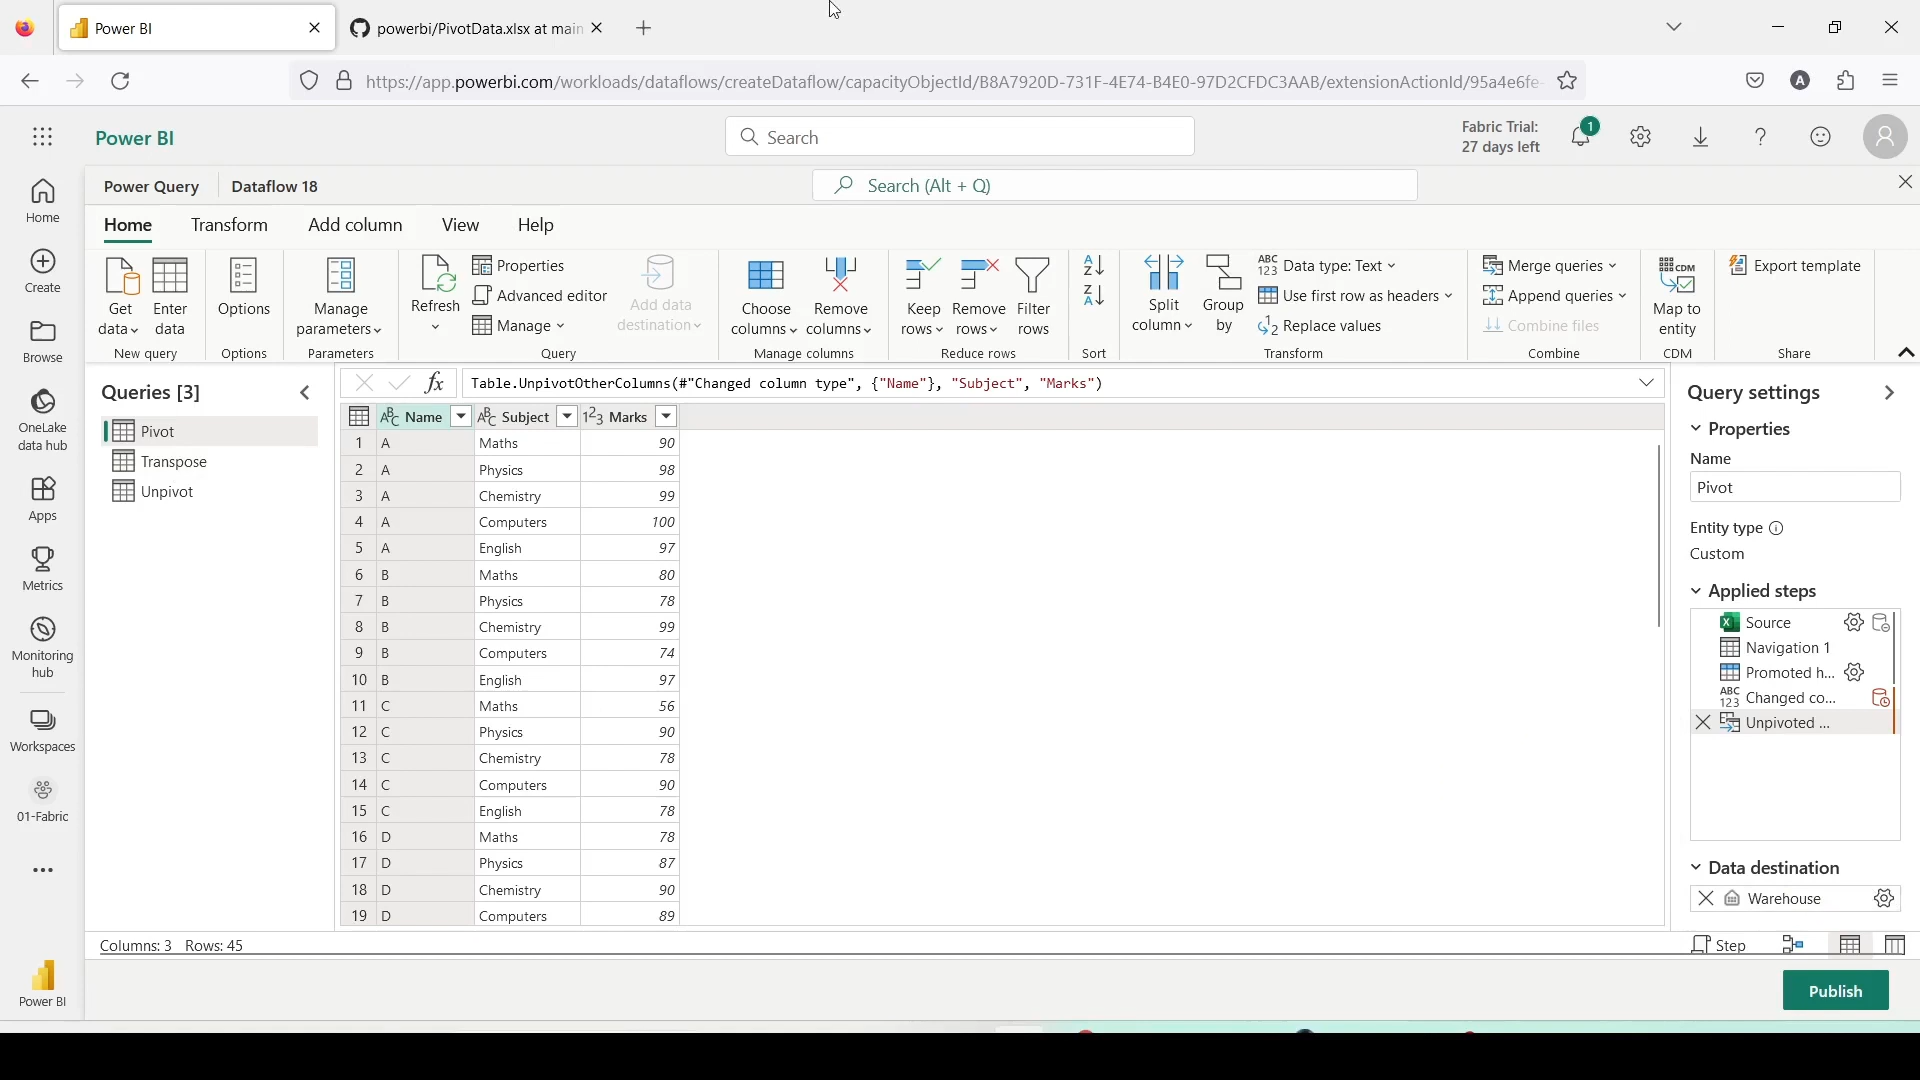 Power BI
powerbi/PivotData.xlsx at main
https://app.powerbi.com/workloads/dataflows/createDataflow/capacityObjectId/B8A7920D-731F-4E74-B4E0-97D2CFDC3AAB/extensionActionId/95a4e6fe-
A
Power BI
Search
Fabric Trial:
27 days left
1
Power Query
Dataflow 18
Search (Alt + Q)
Home
Transform
Add column
View
Help
Get data
Enter data
New query
Options
Options
Manage parameters
Parameters
Refresh
Properties
Advanced editor
Manage
Query
Add data destination
Choose columns
Remove columns
Manage columns
Keep rows
Remove rows
Filter rows
Reduce rows
Sort
Split column
Group by
Data type: Text
Use first row as headers
Replace values
Transform
Merge queries
Append queries
Combine files
Combine
CDM
Map to entity
CDM
Export template
Share
Home
Create
Browse
OneLake data hub
Apps
Metrics
Monitoring hub
Workspaces
01-Fabric
Power BI
Queries [3]
Pivot
Transpose
Unpivot
fx
Table.UnpivotOtherColumns(#"Changed column type", {"Name"}, "Subject", "Marks")
ABC Name ABC Subject 123 Marks
1 A Maths 90
2 A Physics 98
3 A Chemistry 99
4 A Computers 100
5 A English 97
6 B Maths 80
7 B Physics 78
8 B Chemistry 99
9 B Computers 74
10 B English 97
11 C Maths 56
12 C Physics 90
13 C Chemistry 78
14 C Computers 90
15 C English 78
16 D Maths 78
17 D Physics 87
18 D Chemistry 90
19 D Computers 89
Columns: 3 Rows: 45
Query settings
Properties
Name
Pivot
Entity type
Custom
Applied steps
Source
Navigation 1
Promoted h...
Changed co...
Unpivoted ...
Data destination
Warehouse
Step
Publish